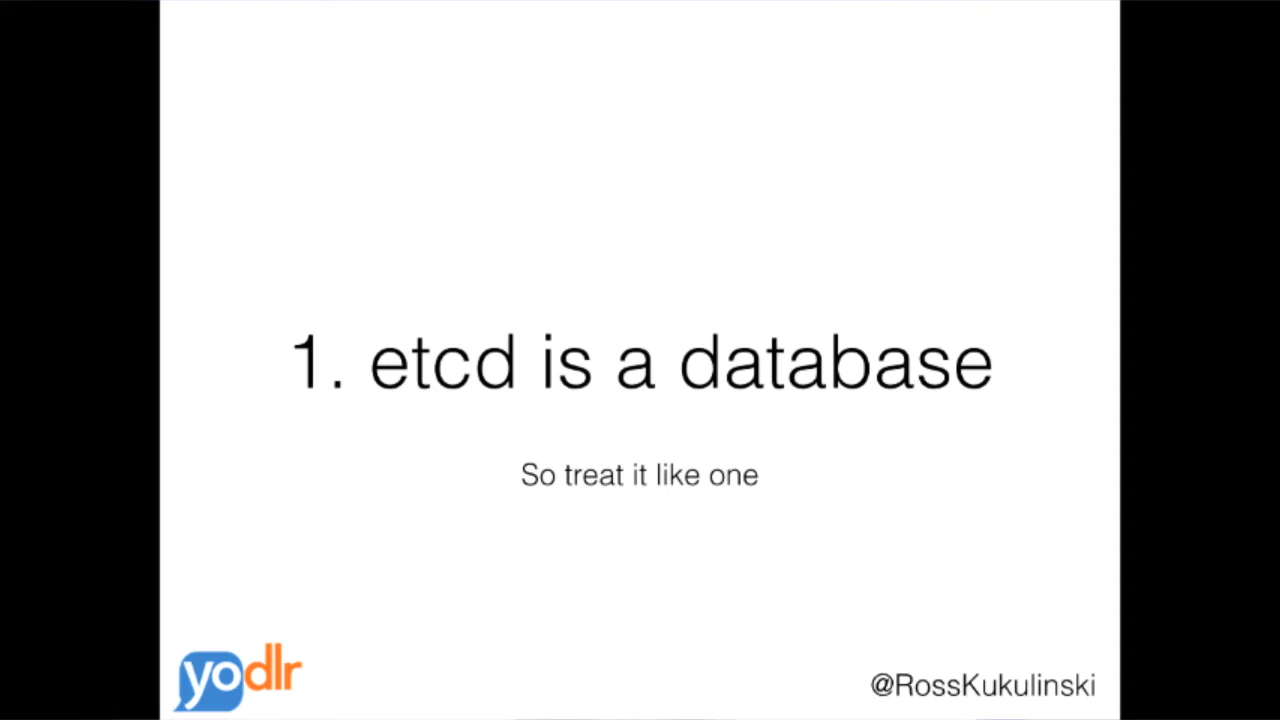 1. etcd is a database
So treat it like one
yodlr
@RossKukulinski